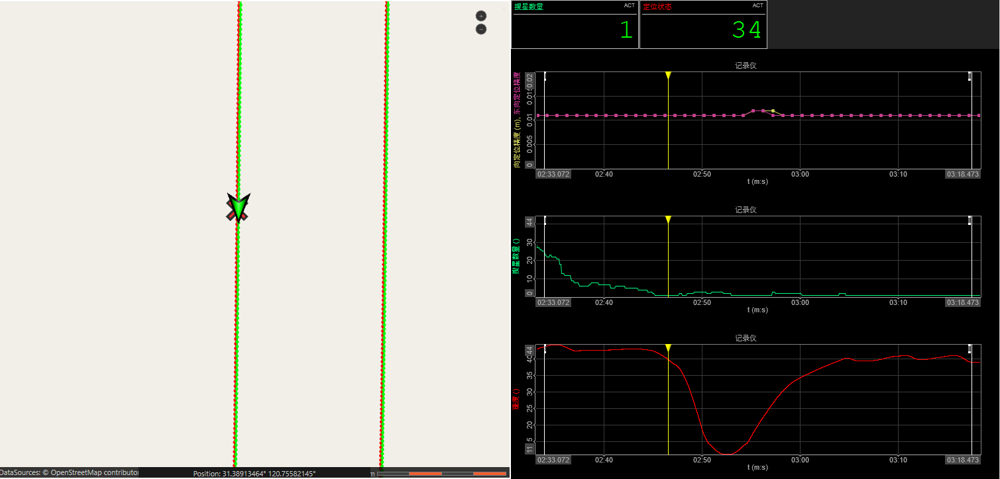 搜星数量 ACT
1
定位状态 ACT
34
记录仪
向定位精度 (m), 东向定位精度
0.02
0.015
0.01
0.005
0
02:33.072 02:40 02:50 03:00 03:10 03:18.473
t (m:s)
记录仪
搜星数量 ()
44
30
20
10
0
02:33.072 02:40 02:50 03:00 03:10 03:18.473
t (m:s)
记录仪
速度 ()
44
40
35
30
25
20
15
11
02:33.072 02:40 02:50 03:00 03:10 03:18.473
t (m:s)
DataSources: © OpenStreetMap contributor
Position: 31.38913464° 120.75582145°
m